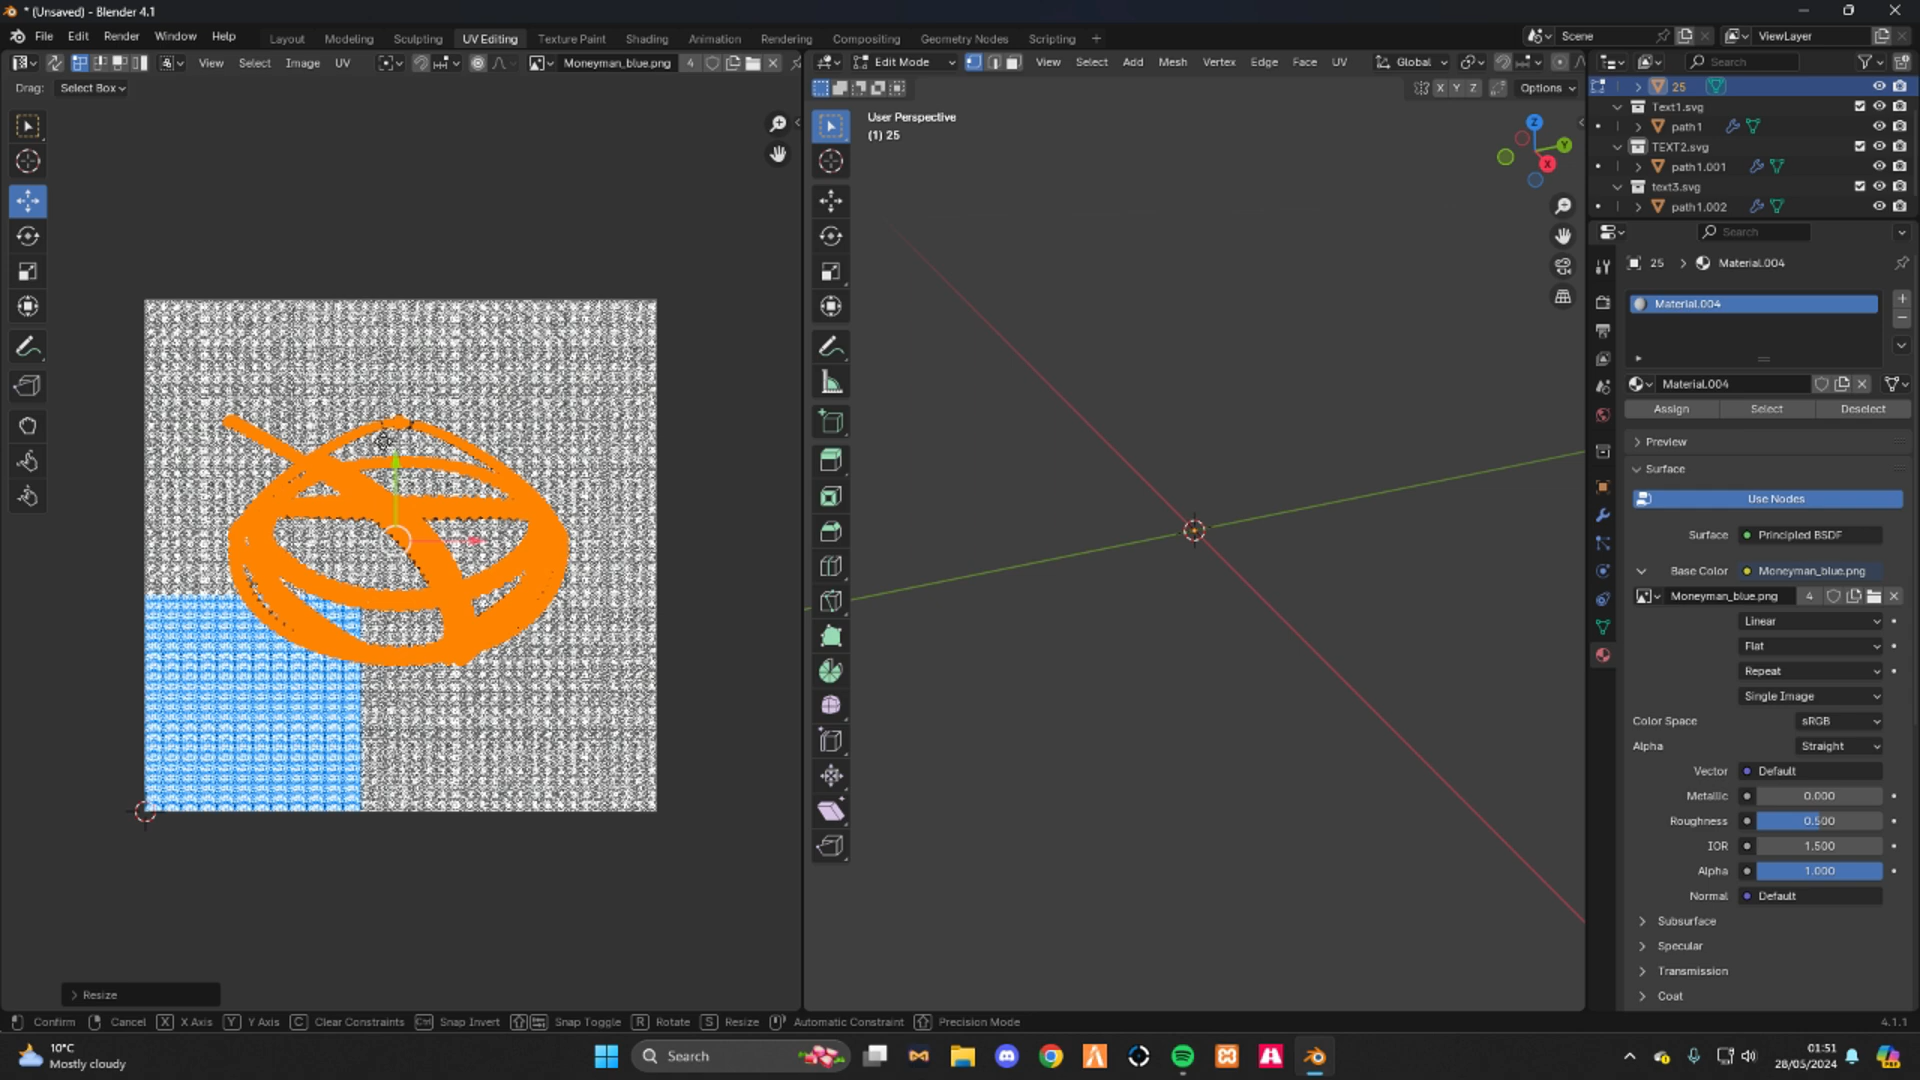 * (Unsaved) - Blender 4.1
File Edit Render Window Help
Layout Modeling Sculpting UV Editing Texture Paint Shading Animation Rendering Compositing Geometry Nodes Scripting +
Scene
ViewLayer
View Select Image UV
Moneyman_blue.png 4
Edit Mode View Select Add Mesh Vertex Edge Face UV
Global
Search
Drag: Select Box
X Y Z Options
User Perspective
(1) 25
Z
Y
X
25
Text1.svg
path1
TEXT2.svg
path1.001
text3.svg
path1.002
Search
25 > Material.004
Material.004
Material.004
Assign Select Deselect
Preview
Surface
Use Nodes
Surface Principled BSDF
Base Color Moneyman_blue.png
Moneyman_blue.png 4
Linear
Flat
Repeat
Single Image
Color Space sRGB
Alpha Straight
Vector Default
Metallic 0.000
Roughness 0.500
IOR 1.500
Alpha 1.000
Normal Default
Subsurface
Specular
Transmission
Coat
Resize
Confirm Cancel X X Axis Y Y Axis C Clear Constraints Ctrl Snap Invert Snap Toggle R Rotate S Resize Automatic Constraint Precision Mode
4.1.1
10°C
Mostly cloudy
Search
01:51
28/05/2024